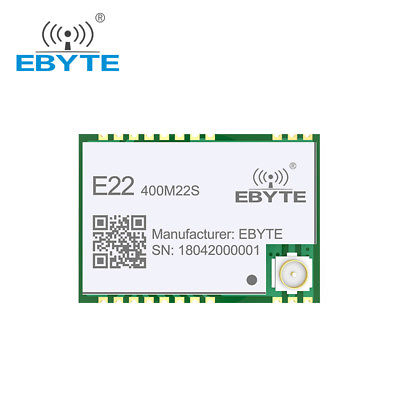 ®
EBYTE
E22 400M22S
®
EBYTE
Manufacturer: EBYTE
SN: 18042000001